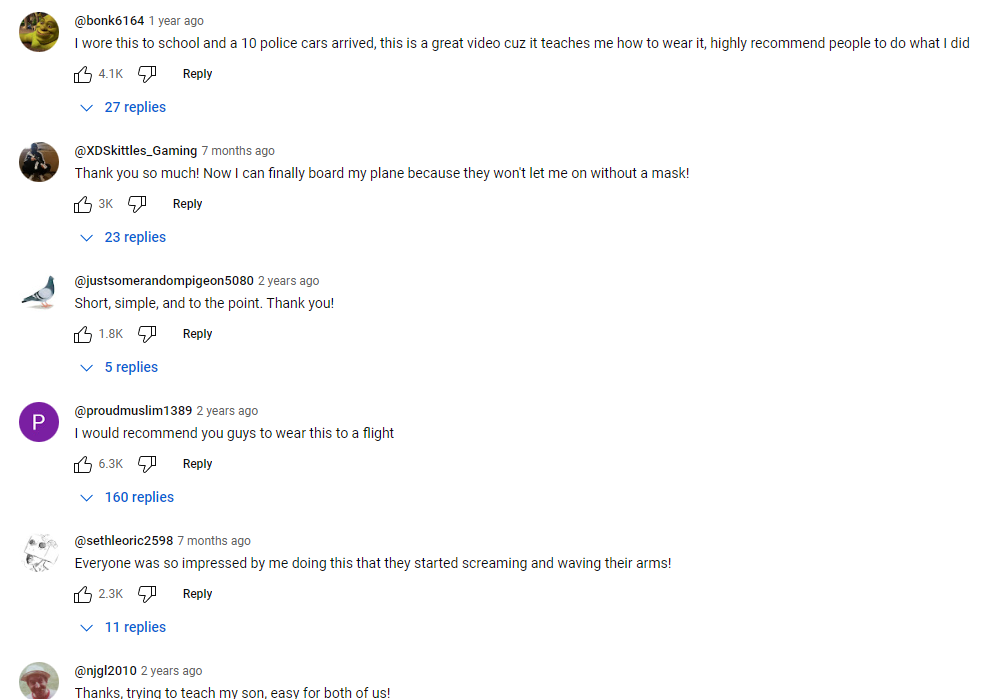 @bonk6164 1 year ago
I wore this to school and a 10 police cars arrived, this is a great video cuz it teaches me how to wear it, highly recommend people to do what I did
4.1K Reply
27 replies
@XDSkittles_Gaming 7 months ago
Thank you so much! Now I can finally board my plane because they won't let me on without a mask!
3K Reply
23 replies
@justsomerandompigeon5080 2 years ago
Short, simple, and to the point. Thank you!
1.8K Reply
5 replies
P
@proudmuslim1389 2 years ago
I would recommend you guys to wear this to a flight
6.3K Reply
160 replies
@sethleoric2598 7 months ago
Everyone was so impressed by me doing this that they started screaming and waving their arms!
2.3K Reply
11 replies
@njgl2010 2 years ago
Thanks, trying to teach my son, easy for both of us!